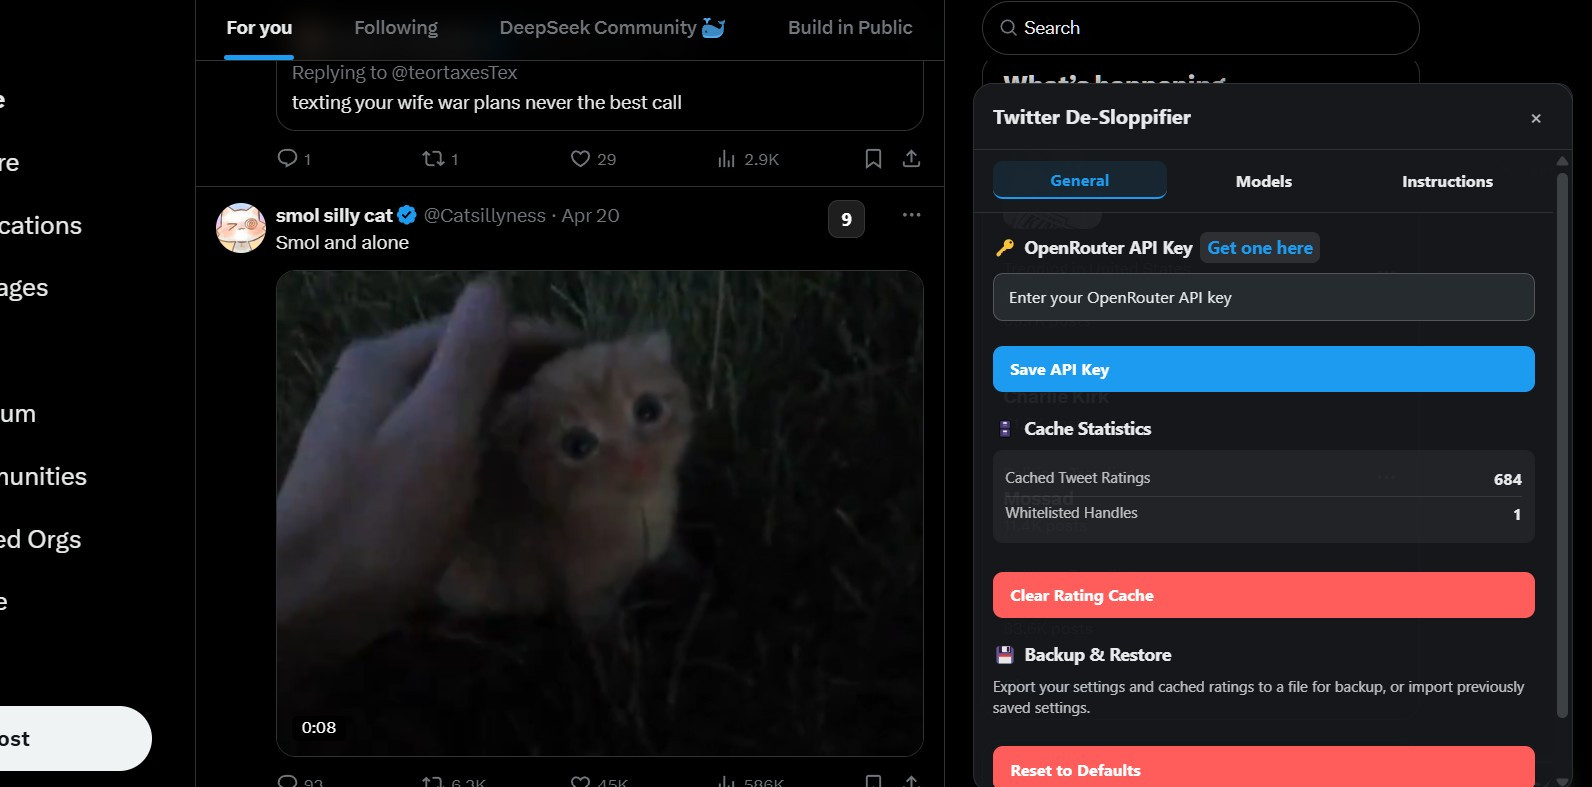 For you
Following
DeepSeek Community
Build in Public
Replying to @teortaxesTex
texting your wife war plans never the best call
1
1
29
2.9K
smol silly cat @Catsillyness · Apr 20
9
Smol and alone
0:08
93
6.3K
45K
586K
e
re
cations
ages
um
nunities
ed Orgs
e
ost
Search
What's happening
Twitter De-Sloppifier
×
General
Models
Instructions
OpenRouter API Key Get one here
Enter your OpenRouter API key
Save API Key
Charlie Kirk
Cache Statistics
Cached Tweet Ratings 684
Mossad
Whitelisted Handles 1
Clear Rating Cache
Backup & Restore
Export your settings and cached ratings to a file for backup, or import previously
saved settings.
Reset to Defaults